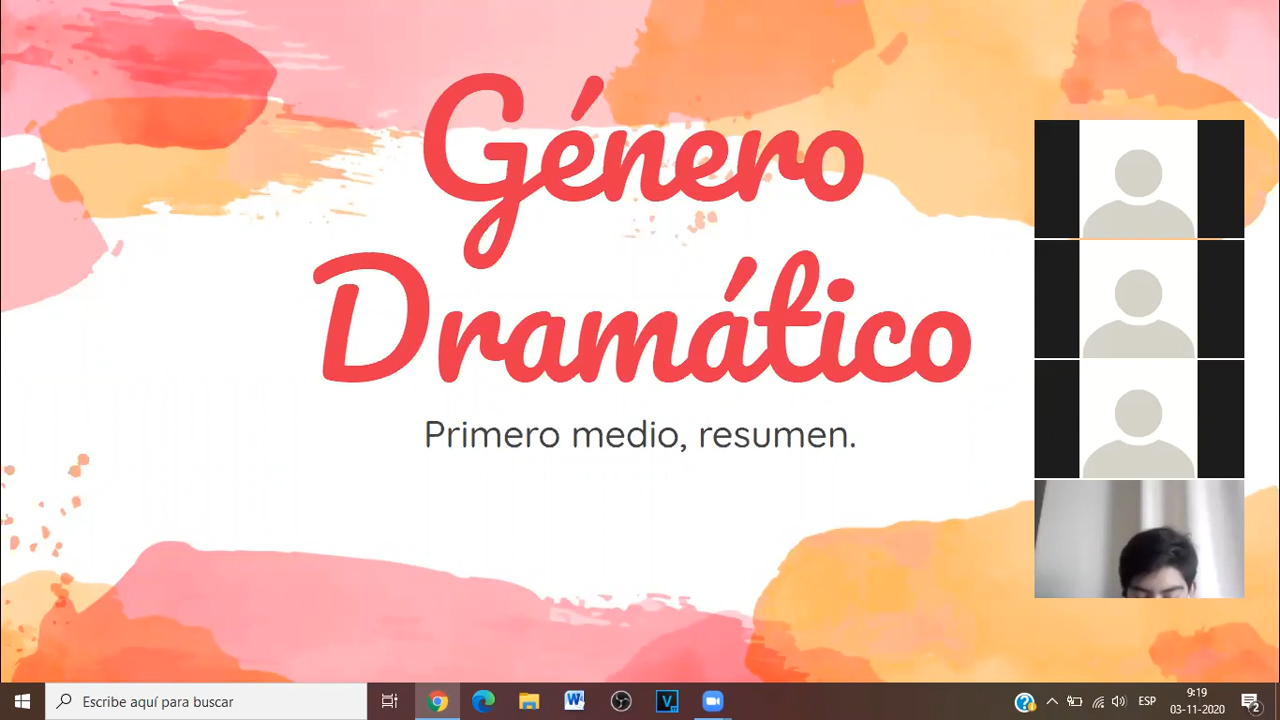 Género
Dramático
Primero medio, resumen.
Escribe aquí para buscar
ESP
9:19
03-11-2020
2